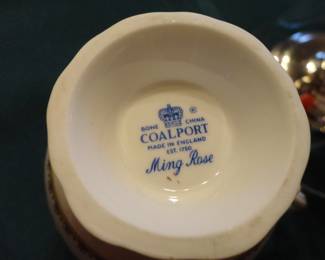 BONE CHINA
®
COALPORT
MADE IN ENGLAND
EST. 1750
Ming Rose